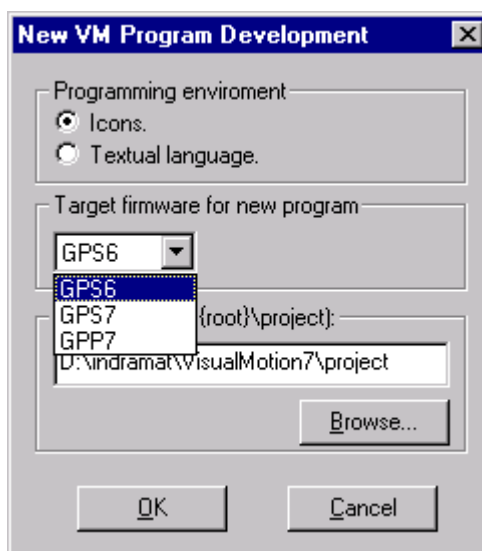 New VM Program Development
Programming enviroment
Icons.
Textual language.
Target firmware for new program
GPS6
GPS6
GPS7
GPP7
{root}\project):
D:\indramat\VisualMotion7\project
Browse...
OK
Cancel